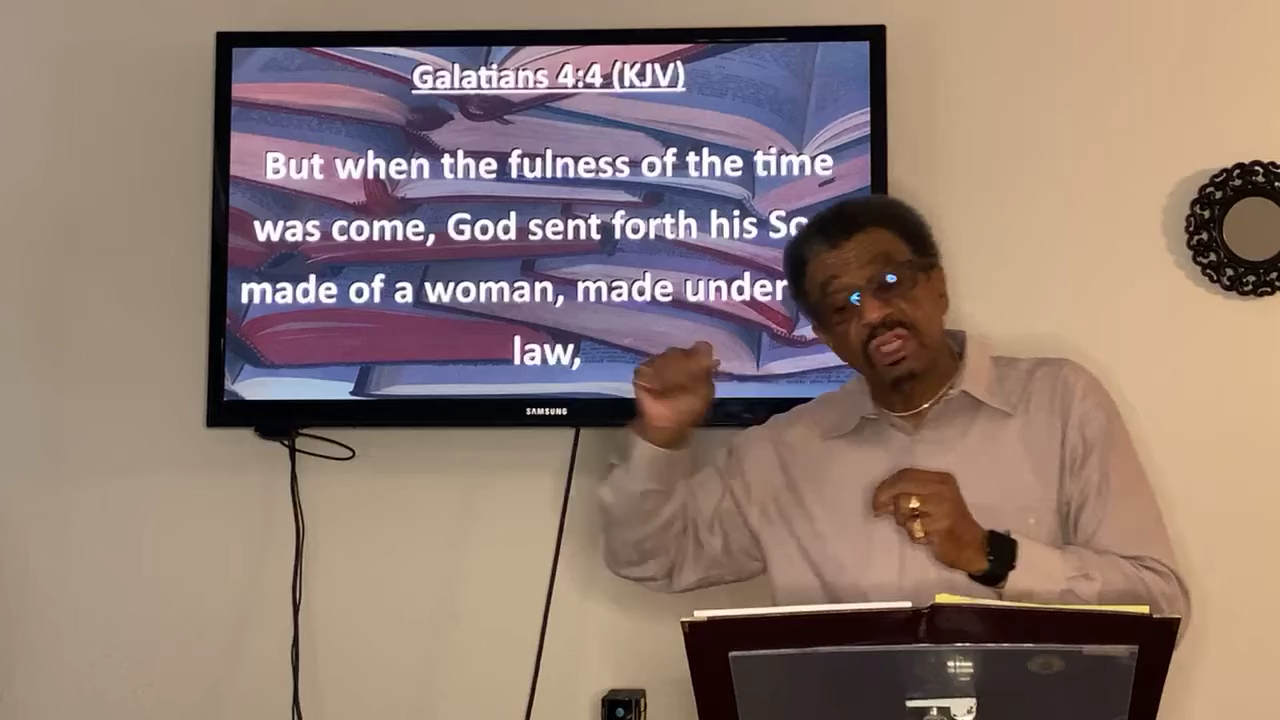 Galatians 4:4 (KJV)
But when the fulness of the time
was come, God sent forth his
made of a woman, made under
law,
SAMSUNG